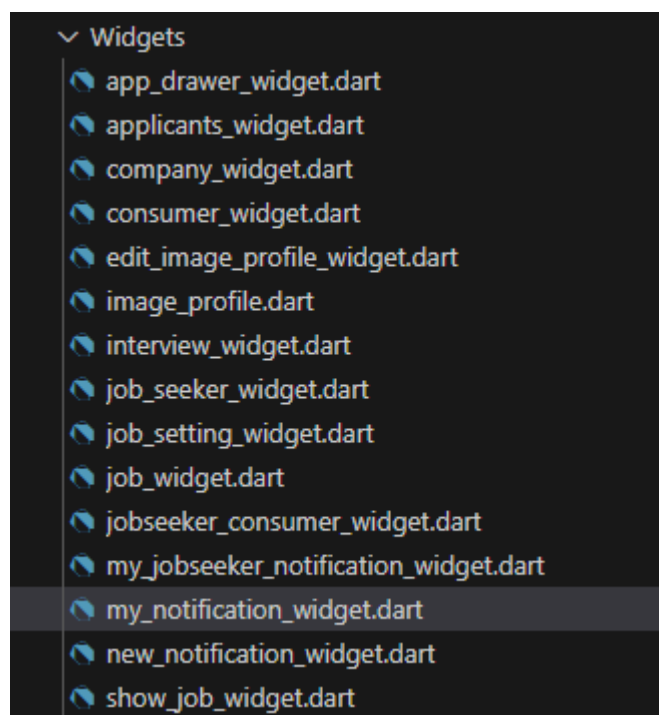 Widgets
app_drawer_widget.dart
applicants_widget.dart
company_widget.dart
consumer_widget.dart
edit_image_profile_widget.dart
image_profile.dart
interview_widget.dart
job_seeker_widget.dart
job_setting_widget.dart
job_widget.dart
jobseeker_consumer_widget.dart
my_jobseeker_notification_widget.dart
my_notification_widget.dart
new_notification_widget.dart
show_job_widget.dart